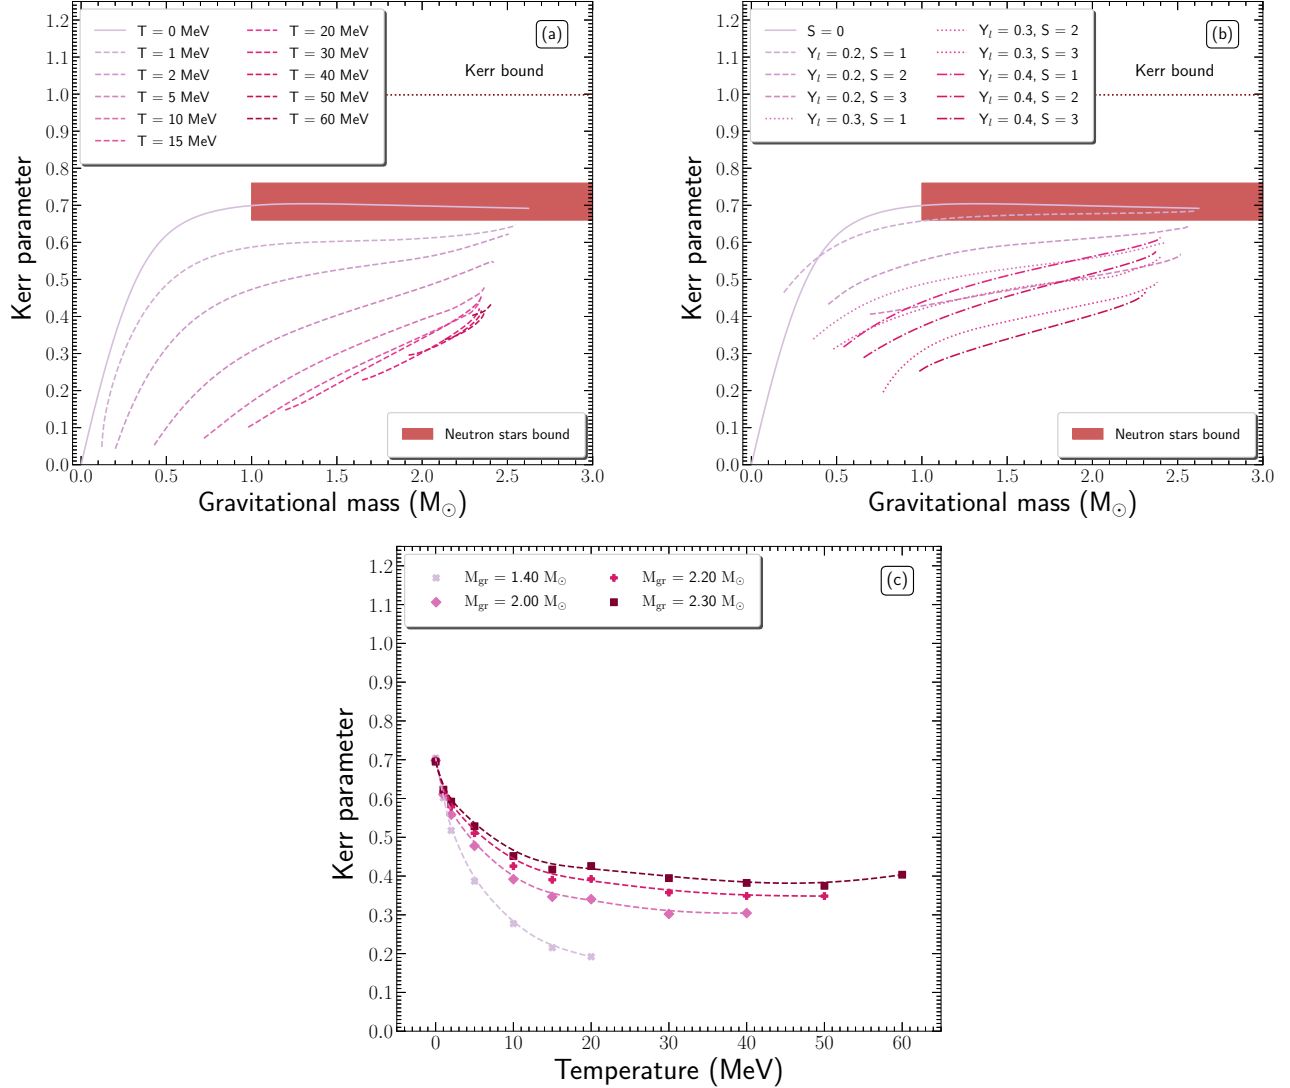 (a)
T = 0 MeV
T = 1 MeV
T = 2 MeV
T = 5 MeV
T = 10 MeV
T = 15 MeV
T = 20 MeV
T = 30 MeV
T = 40 MeV
T = 50 MeV
T = 60 MeV
Kerr bound
Neutron stars bound
Kerr parameter
1.2
1.1
1.0
0.9
0.8
0.7
0.6
0.5
0.4
0.3
0.2
0.1
0.0
0.0 0.5 1.0 1.5 2.0 2.5 3.0
Gravitational mass (M☉)
(b)
S = 0
Yₗ = 0.2, S = 1
Yₗ = 0.2, S = 2
Yₗ = 0.2, S = 3
Yₗ = 0.3, S = 1
Yₗ = 0.3, S = 2
Yₗ = 0.3, S = 3
Yₗ = 0.4, S = 1
Yₗ = 0.4, S = 2
Yₗ = 0.4, S = 3
Kerr bound
Neutron stars bound
Kerr parameter
1.2
1.1
1.0
0.9
0.8
0.7
0.6
0.5
0.4
0.3
0.2
0.1
0.0
0.0 0.5 1.0 1.5 2.0 2.5 3.0
Gravitational mass (M☉)
(c)
M_gr = 1.40 M☉
M_gr = 2.00 M☉
M_gr = 2.20 M☉
M_gr = 2.30 M☉
Kerr parameter
1.2
1.1
1.0
0.9
0.8
0.7
0.6
0.5
0.4
0.3
0.2
0.1
0.0
0 10 20 30 40 50 60
Temperature (MeV)